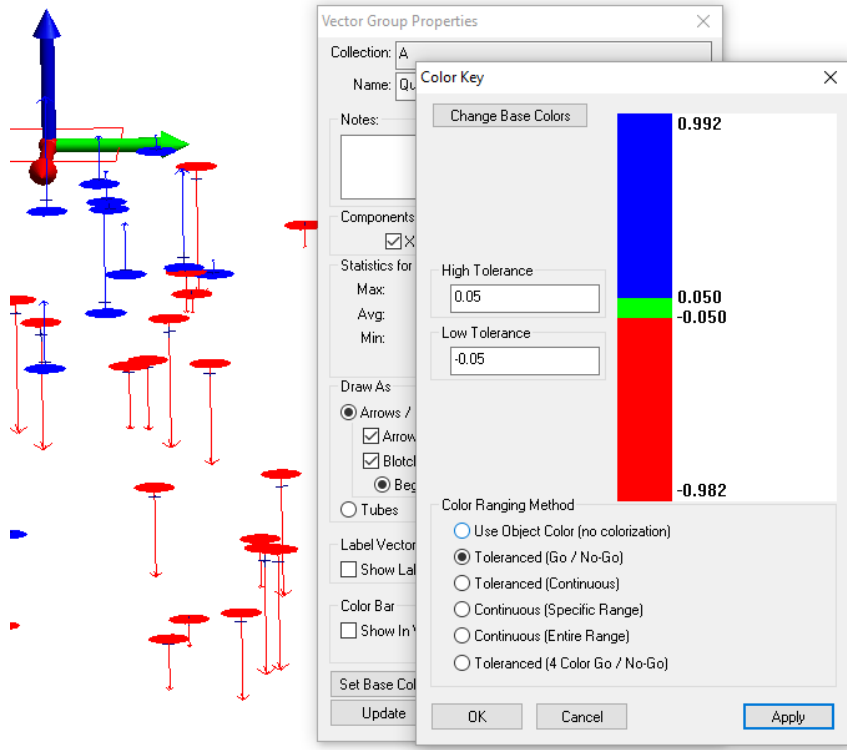 Vector Group Properties
Collection: A
Name: Qu
Notes:
Components
X
Statistics for
Max:
Avg:
Min:
Draw As
Arrows /
Arrow
Blotch
Beg
Tubes
Label Vector
Show Lal
Color Bar
Show In V
Set Base Col
Update
Color Key
Change Base Colors
0.992
High Tolerance
0.05
0.050
-0.050
Low Tolerance
-0.05
-0.982
Color Ranging Method
Use Object Color (no colorization)
Toleranced (Go / No-Go)
Toleranced (Continuous)
Continuous (Specific Range)
Continuous (Entire Range)
Toleranced (4 Color Go / No-Go)
OK Cancel Apply